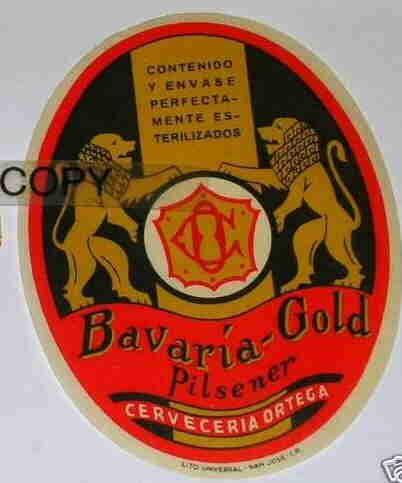 CONTENIDO
Y ENVASE
PERFECTA-
MENTE ES-
TERILIZADOS
COPY
Bavaria-Gold
Pilsener
CERVECERIA ORTEGA
LITO UNIVERSAL - SAN JOSE - C.R.